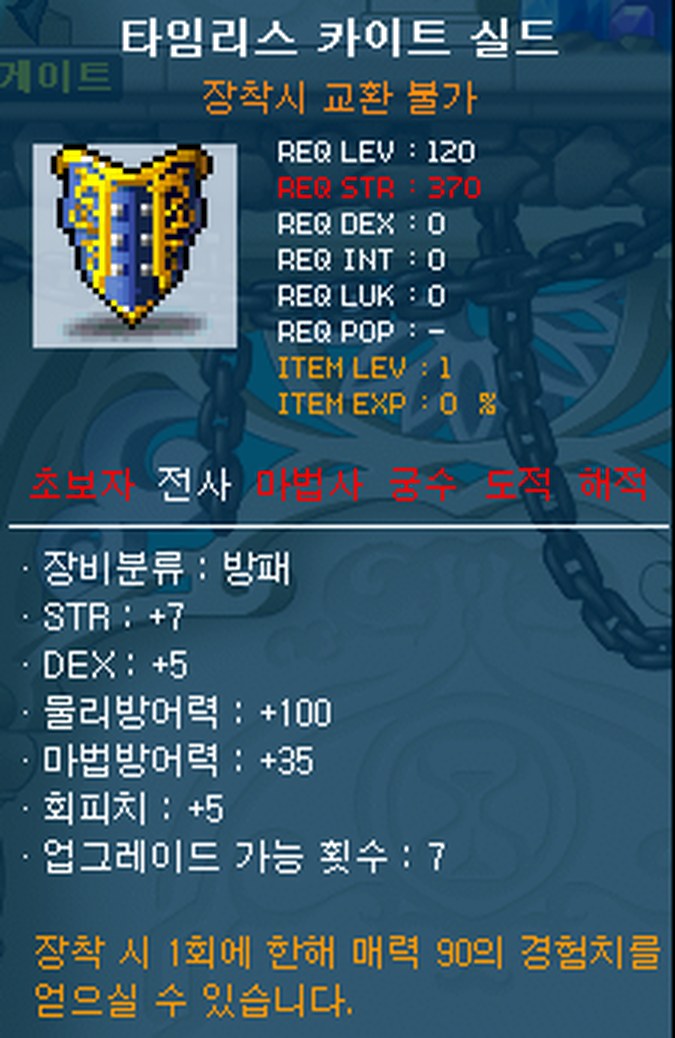 타임리스 카이트 실드
게이트
장착시 교환 불가
REQ LEV : 120
REQ STR : 370
REQ DEX : 0
REQ INT : 0
REQ LUK : 0
REQ POP : -
ITEM LEV : 1
ITEM EXP : 0 %
초보자 전사 마법사 궁수 도적 해적
· 장비분류 : 방패
· STR : +7
· DEX : +5
· 물리방어력 : +100
· 마법방어력 : +35
· 회피치 : +5
· 업그레이드 가능 횟수 : 7
장착 시 1회에 한해 매력 90의 경험치를
얻으실 수 있습니다.